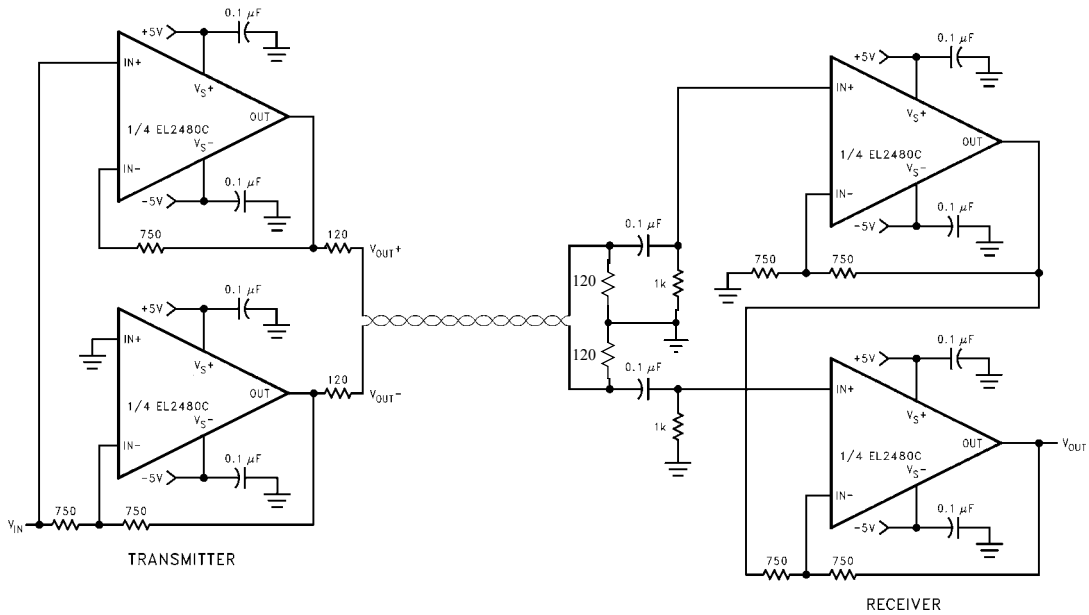 +5V
0.1 µF
IN+
VS+
OUT
1/4 EL2480C
VS−
IN−
−5V
0.1 µF
750
120
VOUT+
+5V
0.1 µF
IN+
VS+
OUT
120
VOUT−
1/4 EL2480C
VS−
IN−
−5V
0.1 µF
VIN
750
750
TRANSMITTER
0.1 µF
120
1k
120
0.1 µF
1k
+5V
0.1 µF
IN+
VS+
OUT
1/4 EL2480C
VS−
IN−
−5V
0.1 µF
750
750
+5V
0.1 µF
IN+
VS+
OUT
VOUT
1/4 EL2480C
VS−
IN−
−5V
0.1 µF
750
750
RECEIVER